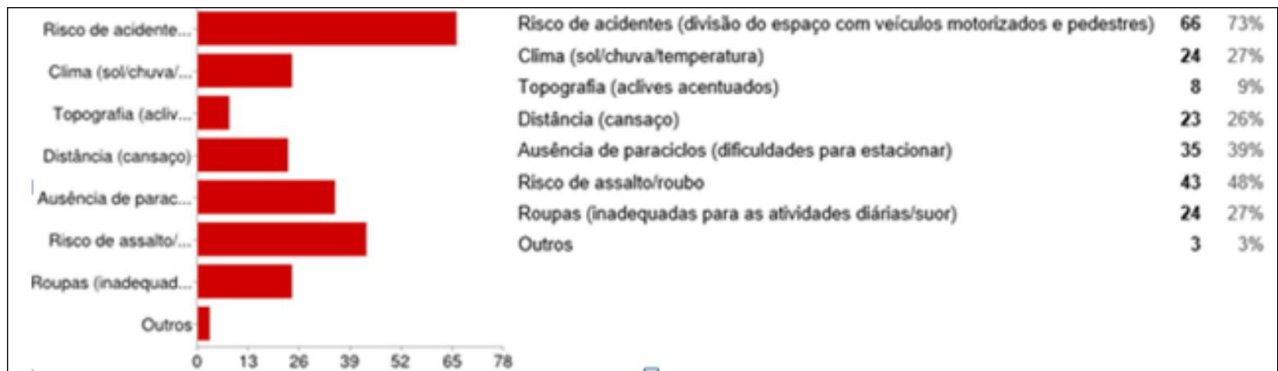 Risco de acidente...
Clima (sol/chuva/...
Topografia (acliv...
Distância (cansaço)
Ausência de parac...
Risco de assalto/...
Roupas (inadequad...
Outros
0 13 26 39 52 65 78
Risco de acidentes (divisão do espaço com veículos motorizados e pedestres) 66 73%
Clima (sol/chuva/temperatura) 24 27%
Topografia (aclives acentuados) 8 9%
Distância (cansaço) 23 26%
Ausência de paraciclos (dificuldades para estacionar) 35 39%
Risco de assalto/roubo 43 48%
Roupas (inadequadas para as atividades diárias/suor) 24 27%
Outros 3 3%